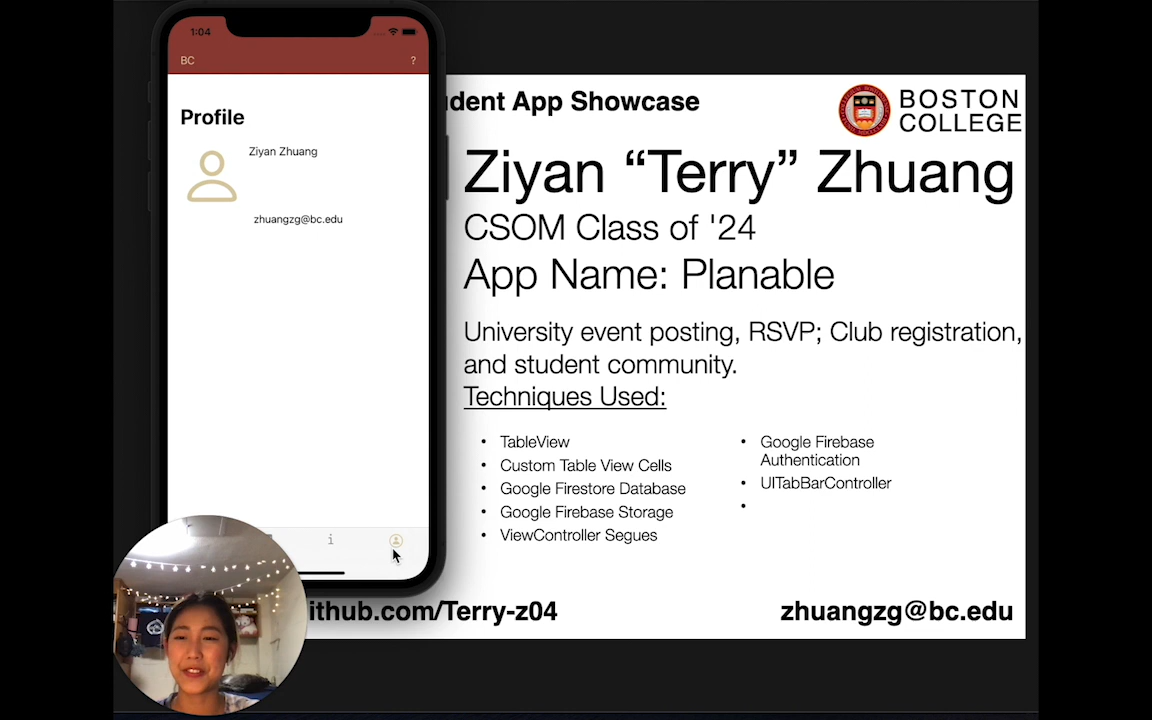 1:04
BC
?
Profile
Ziyan Zhuang
zhuangzg@bc.edu
i
App Showcase
BOSTON
COLLEGE
Ziyan “Terry” Zhuang
CSOM Class of '24
App Name: Planable
University event posting, RSVP; Club registration,
and student community.
Techniques Used:
• TableView
• Custom Table View Cells
• Google Firestore Database
• Google Firebase Storage
• ViewController Segues
• Google Firebase
Authentication
• UITabBarController
•
ithub.com/Terry-z04
zhuangzg@bc.edu